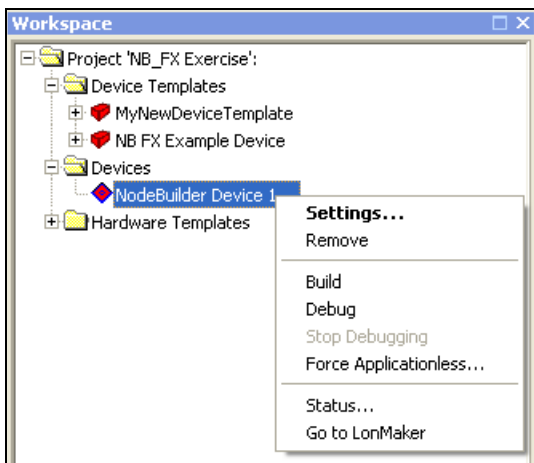 Workspace
Project 'NB_FX Exercise':
Device Templates
MyNewDeviceTemplate
NB FX Example Device
Devices
NodeBuilder Device 1
Hardware Templates
Settings...
Remove
Build
Debug
Stop Debugging
Force Applicationless...
Status...
Go to LonMaker